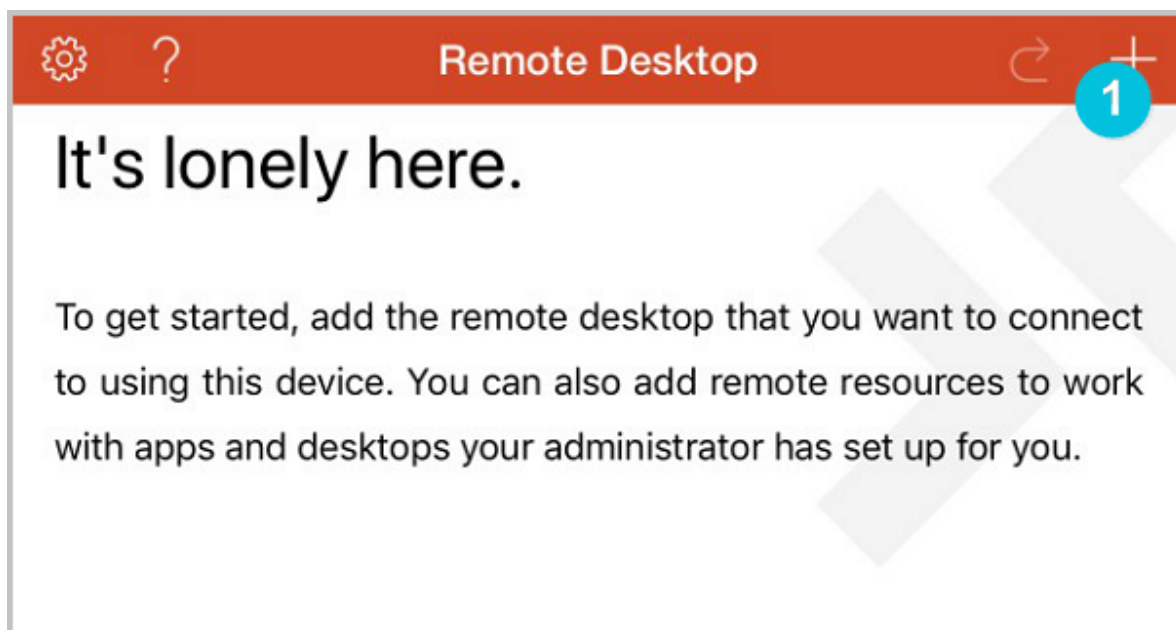 Remote Desktop
1
It's lonely here.
To get started, add the remote desktop that you want to connect
to using this device. You can also add remote resources to work
with apps and desktops your administrator has set up for you.